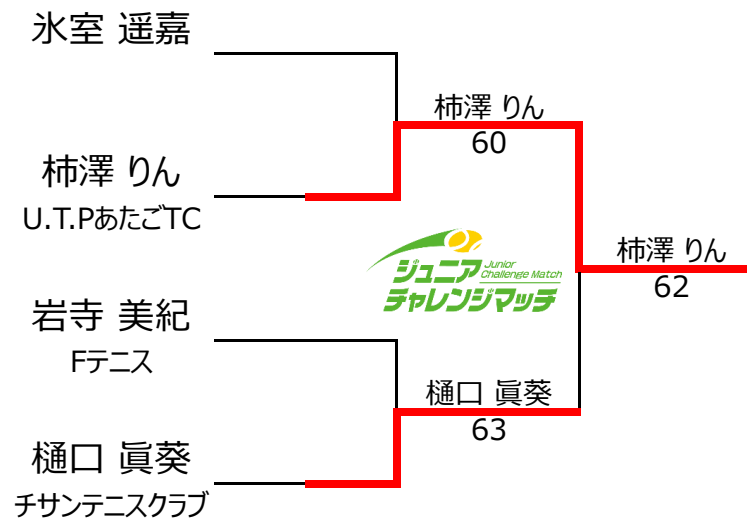 氷室 遥嘉
柿澤 りん
60
柿澤 りん
U.T.PあたごTC
柿澤 りん
62
ジュニア Junior Challenge Match
チャレンジマッチ
岩寺 美紀
Fテニス
樋口 眞葵
63
樋口 眞葵
チサンテニスクラブ